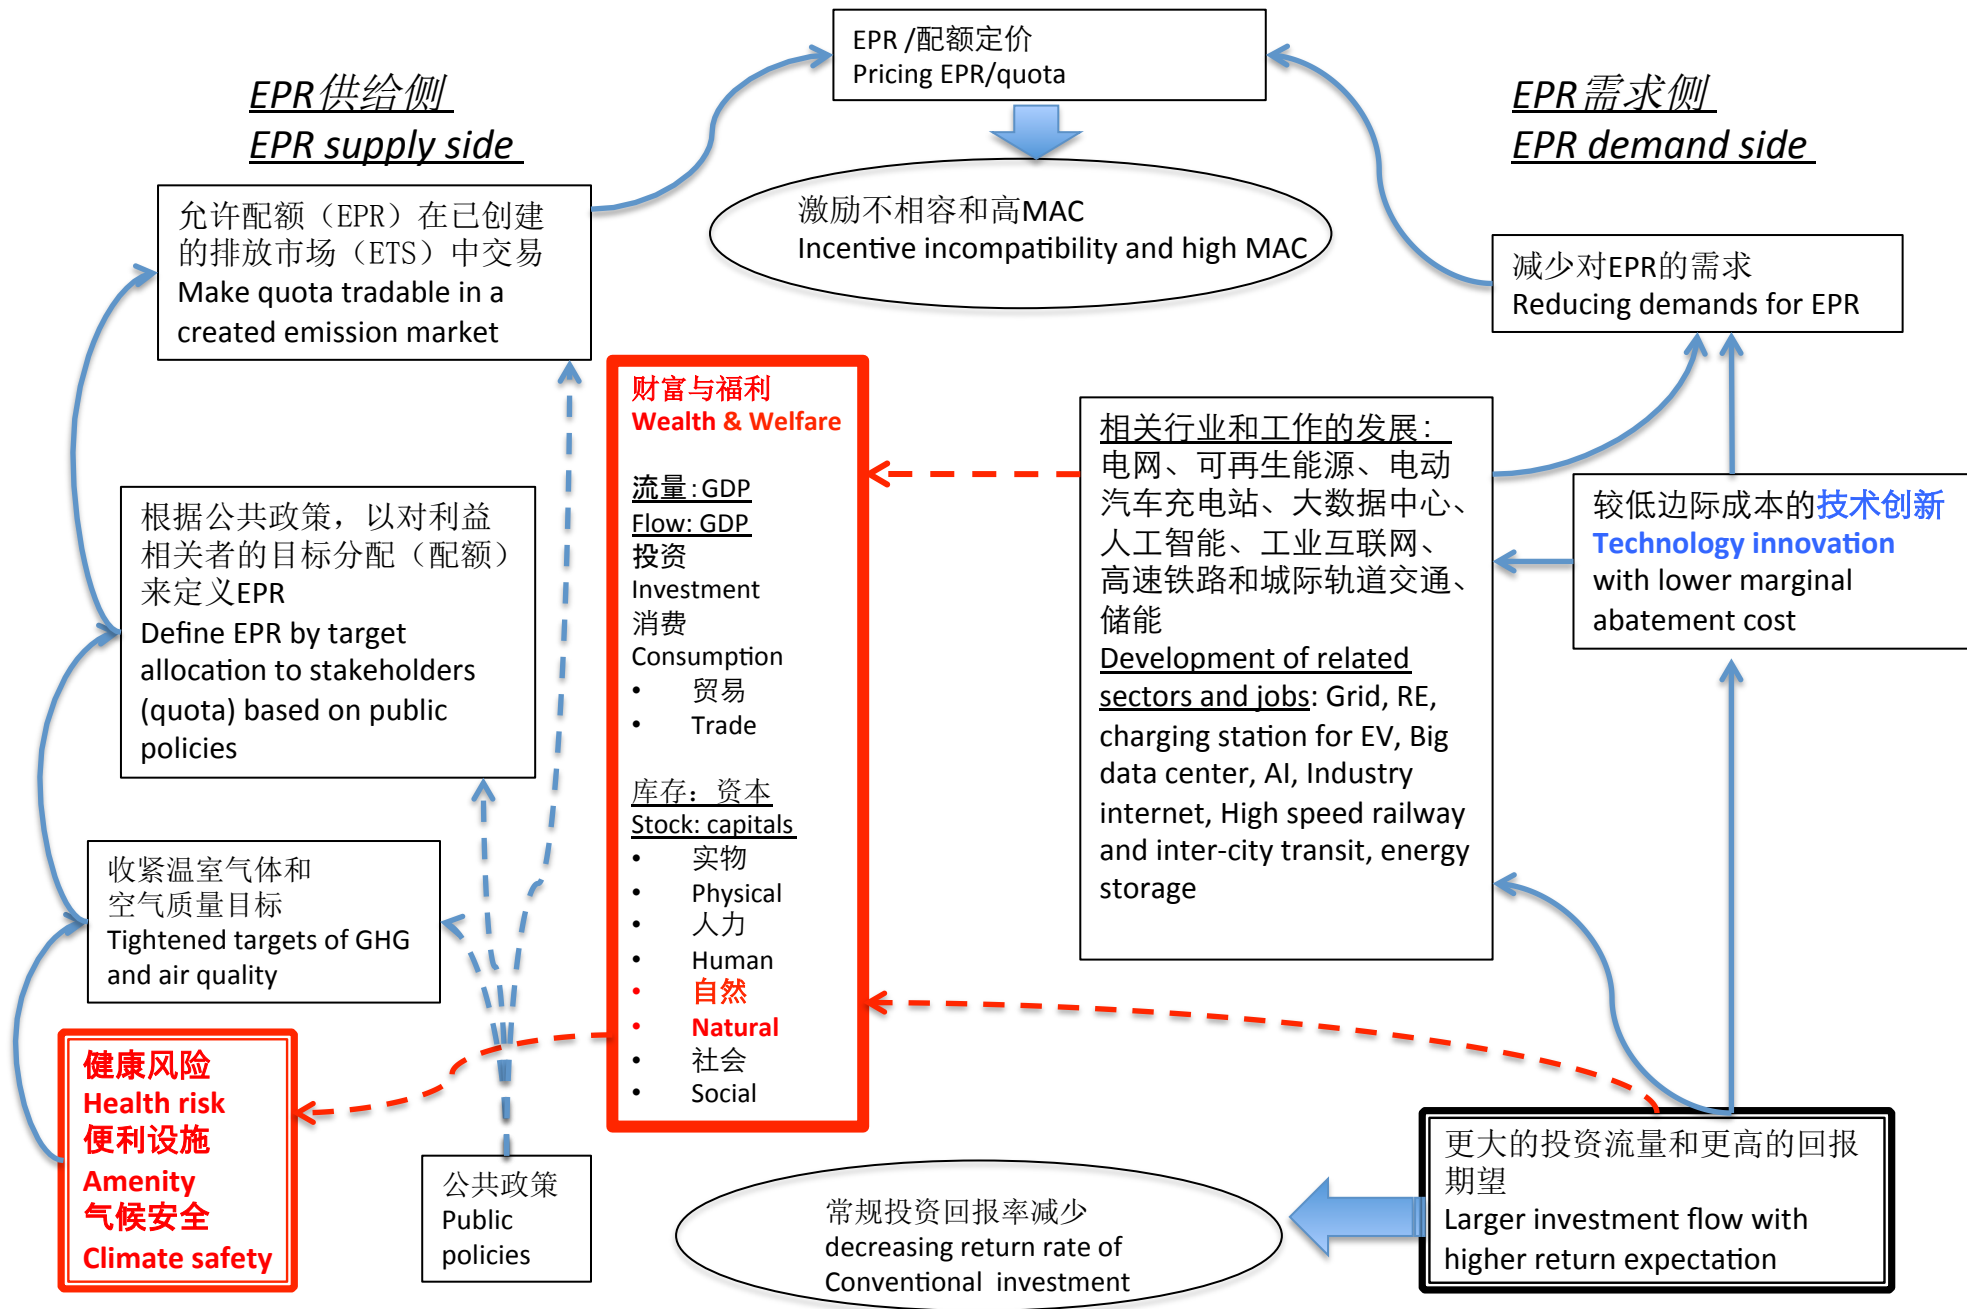 EPR /配额定价
Pricing EPR/quota
EPR供给侧
EPR supply side
EPR需求侧
EPR demand side
允许配额（EPR）在已创建
的排放市场（ETS）中交易
Make quota tradable in a
created emission market
激励不相容和高MAC
Incentive incompatibility and high MAC
减少对EPR的需求
Reducing demands for EPR
根据公共政策，以对利益
相关者的目标分配（配额）
来定义EPR
Define EPR by target
allocation to stakeholders
(quota) based on public
policies
财富与福利
Wealth & Welfare
流量：GDP
Flow: GDP
投资
Investment
消费
Consumption
• 贸易
• Trade
库存：资本
Stock: capitals
• 实物
• Physical
• 人力
• Human
• 自然
• Natural
• 社会
• Social
相关行业和工作的发展：
电网、可再生能源、电动
汽车充电站、大数据中心、
人工智能、工业互联网、
高速铁路和城际轨道交通、
储能
Development of related
sectors and jobs: Grid, RE,
charging station for EV, Big
data center, AI, Industry
internet, High speed railway
and inter-city transit, energy
storage
较低边际成本的技术创新
Technology innovation
with lower marginal
abatement cost
收紧温室气体和
空气质量目标
Tightened targets of GHG
and air quality
健康风险
Health risk
便利设施
Amenity
气候安全
Climate safety
公共政策
Public
policies
常规投资回报率减少
decreasing return rate of
Conventional investment
更大的投资流量和更高的回报
期望
Larger investment flow with
higher return expectation